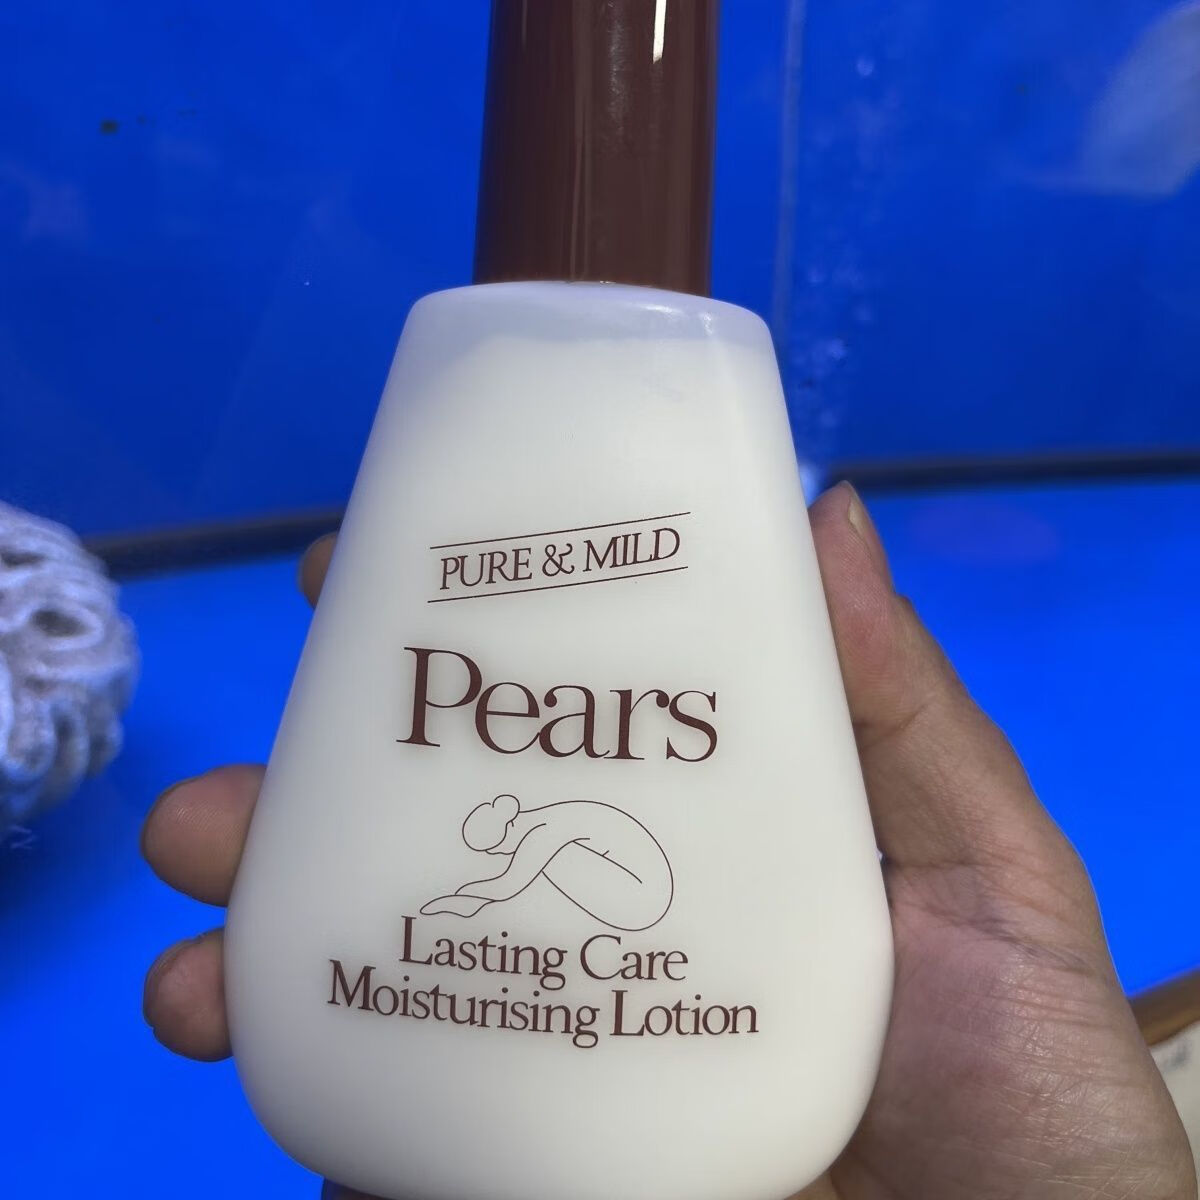 PURE & MILD
Pears
Lasting Care
Moisturising Lotion